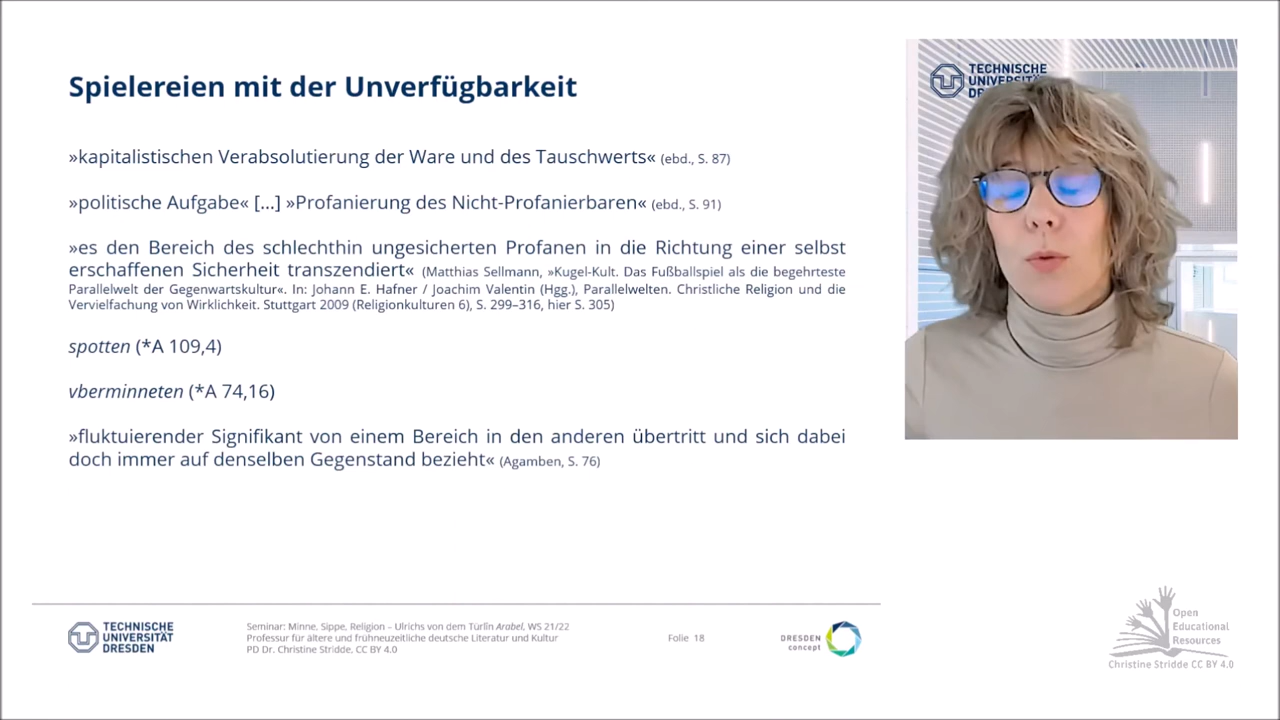 Spielereien mit der Unverfügbarkeit
»kapitalistischen Verabsolutierung der Ware und des Tauschwerts« (ebd., S. 87)
»politische Aufgabe« [...] »Profanierung des Nicht-Profanierbaren« (ebd., S. 91)
»es den Bereich des schlechthin ungesicherten Profanen in die Richtung einer selbst
erschaffenen Sicherheit transzendiert« (Matthias Sellmann, »Kugel-Kult. Das Fußballspiel als die begehrteste
Parallelwelt der Gegenwartskultur«. In: Johann E. Hafner / Joachim Valentin (Hgg.), Parallelwelten. Christliche Religion und die
Vervielfachung von Wirklichkeit. Stuttgart 2009 (Religionkulturen 6), S. 299–316, hier S. 305)
spotten (*A 109,4)
vberminneten (*A 74,16)
»fluktuierender Signifikant von einem Bereich in den anderen übertritt und sich dabei
doch immer auf denselben Gegenstand bezieht« (Agamben, S. 76)
TECHNISCHE
UNIVERSITÄT
DRESDEN
Seminar: Minne, Sippe, Religion – Ulrichs von dem Türlîn Arabel, WS 21/22
Professur für ältere und frühneuzeitliche deutsche Literatur und Kultur
PD Dr. Christine Stridde, CC BY 4.0
Folie 18
DRESDEN
concept
TECHNISCHE
Open
Educational
Resources
Christine Stridde CC BY 4.0